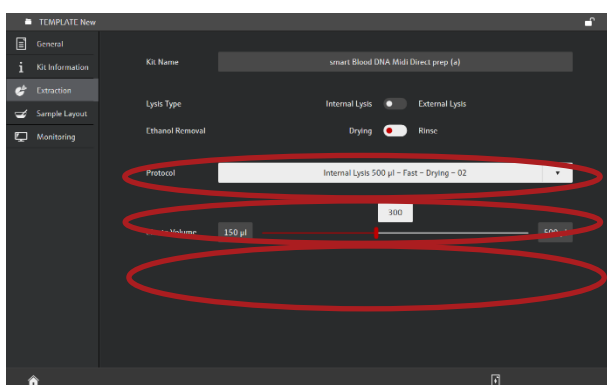 TEMPLATE New
General
Kit Information
Extraction
Sample Layout
Monitoring
Kit Name smart Blood DNA Midi Direct prep (a)
Lysis Type Internal Lysis External Lysis
Ethanol Removal Drying Rinse
Protocol Internal Lysis 500 µl – Fast – Drying – 02
300
Volume 150 µl